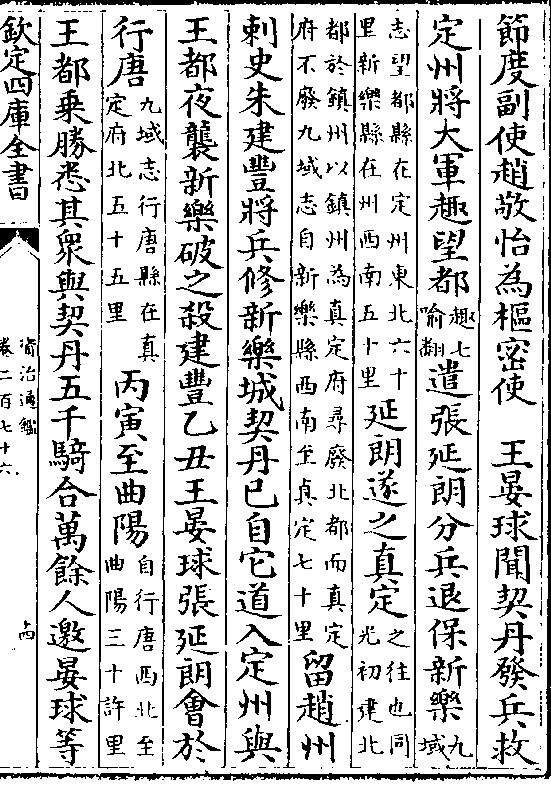 節度副使趙敬怡為樞密使　王晏球聞契丹發兵救
定州將大軍趣望都趣七喻翻遣張延朗分兵退保新樂九域
志望都縣在定州東北六十里新樂縣在州西南五十里延朗遂之真定之往也同光初建北
都於鎮州以鎮州為真定府尋廢北都而真定府不廢九域志自新樂縣西南至真定七十里留趙州
刺史朱建豐將兵修新樂城契丹已自它道入定州與
王都夜襲新樂破之殺建豐乙丑王晏球張延朗會於
行唐九域志行唐縣在真定府北五十五里丙寅至曲陽自行唐西北至曲陽三十許里
王都乘勝悉其衆與契丹五千騎合萬餘人邀晏球等
欽定四庫全書
資治通鑑
卷二百七十六
十四